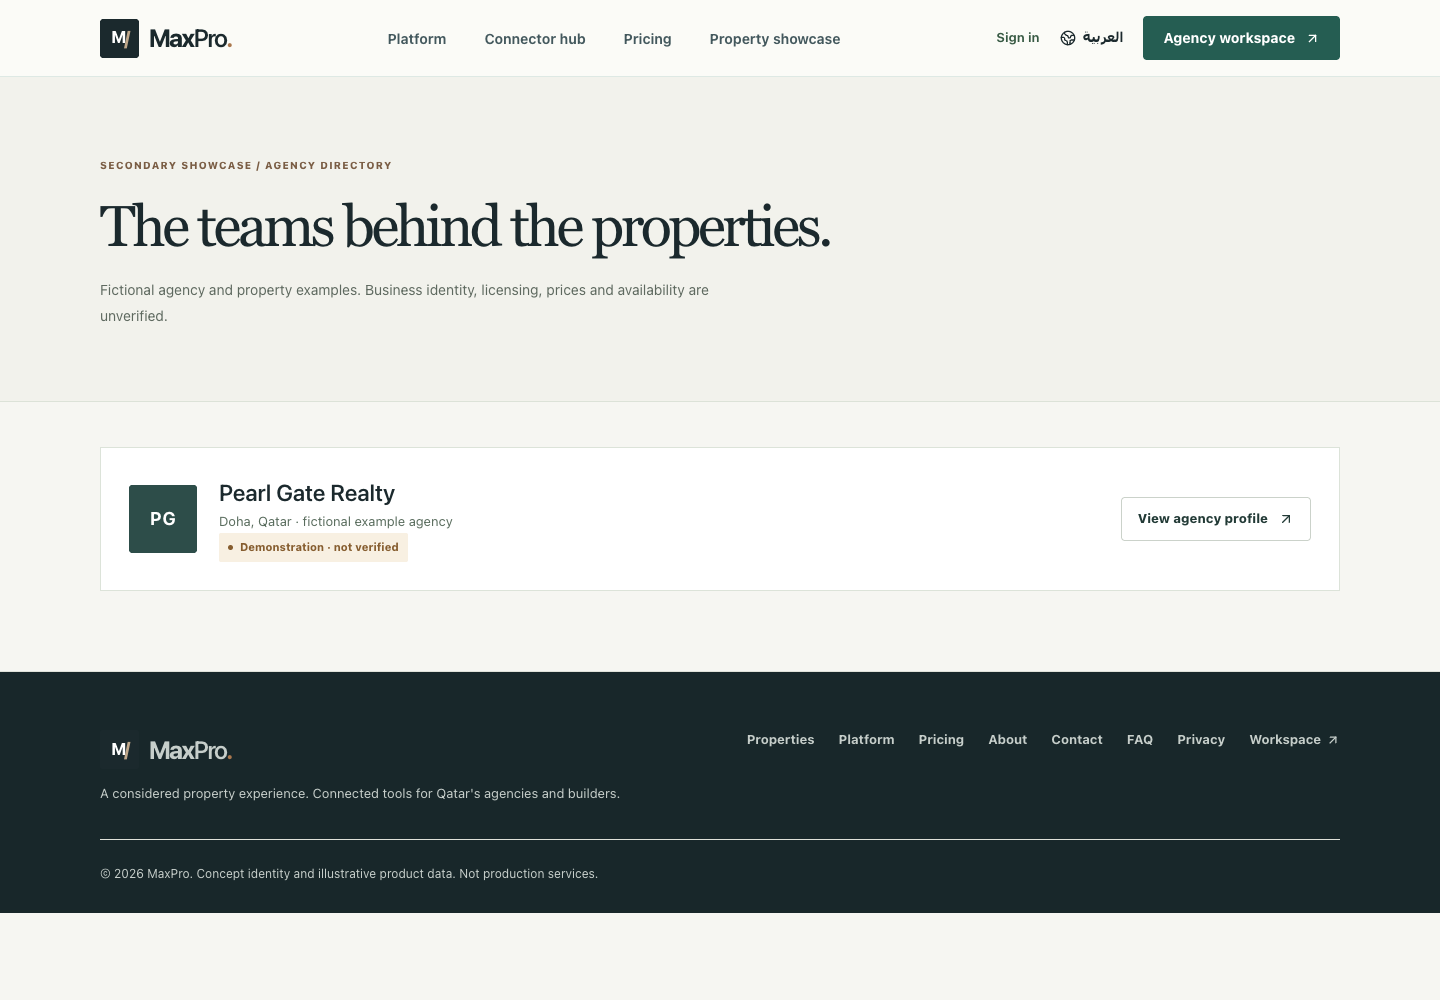 M/ MaxPro.
Platform
Connector hub
Pricing
Property showcase
Sign in
العربية
Agency workspace
SECONDARY SHOWCASE / AGENCY DIRECTORY
The teams behind the properties.
Fictional agency and property examples. Business identity, licensing, prices and availability are
unverified.
PG
Pearl Gate Realty
Doha, Qatar · fictional example agency
Demonstration · not verified
View agency profile
M/ MaxPro.
Properties
Platform
Pricing
About
Contact
FAQ
Privacy
Workspace
A considered property experience. Connected tools for Qatar's agencies and builders.
© 2026 MaxPro. Concept identity and illustrative product data. Not production services.